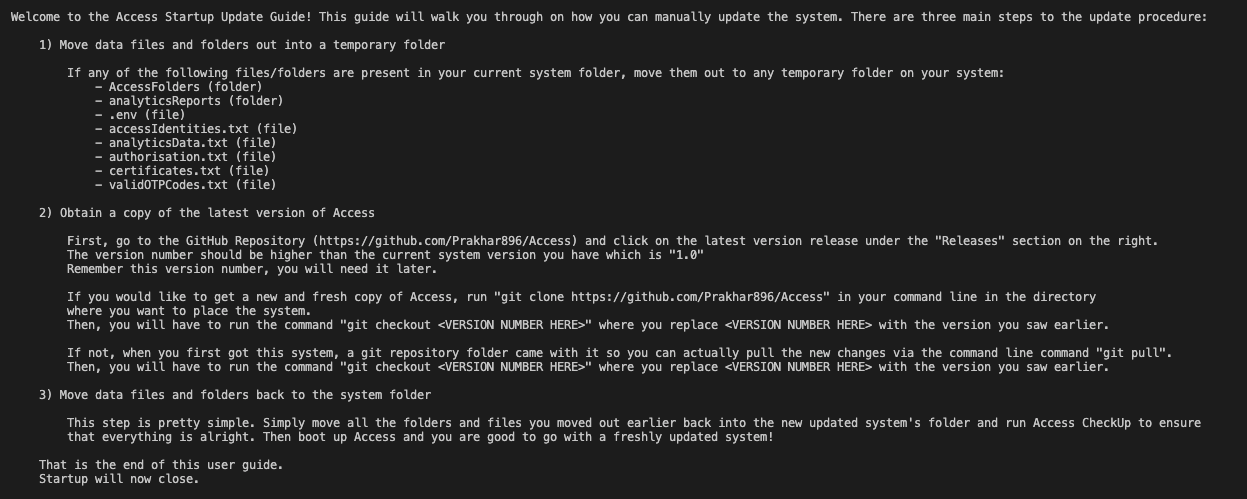 Welcome to the Access Startup Update Guide! This guide will walk you through on how you can manually update the system. There are three main steps to the update procedure:
1) Move data files and folders out into a temporary folder
If any of the following files/folders are present in your current system folder, move them out to any temporary folder on your system:
- AccessFolders (folder)
- analyticsReports (folder)
- .env (file)
- accessIdentities.txt (file)
- analyticsData.txt (file)
- authorisation.txt (file)
- certificates.txt (file)
- validOTPCodes.txt (file)
2) Obtain a copy of the latest version of Access
First, go to the GitHub Repository (https://github.com/Prakhar896/Access) and click on the latest version release under the "Releases" section on the right.
The version number should be higher than the current system version you have which is "1.0"
Remember this version number, you will need it later.
If you would like to get a new and fresh copy of Access, run "git clone https://github.com/Prakhar896/Access" in your command line in the directory
where you want to place the system.
Then, you will have to run the command "git checkout <VERSION NUMBER HERE>" where you replace <VERSION NUMBER HERE> with the version you saw earlier.
If not, when you first got this system, a git repository folder came with it so you can actually pull the new changes via the command line command "git pull".
Then, you will have to run the command "git checkout <VERSION NUMBER HERE>" where you replace <VERSION NUMBER HERE> with the version you saw earlier.
3) Move data files and folders back to the system folder
This step is pretty simple. Simply move all the folders and files you moved out earlier back into the new updated system's folder and run Access CheckUp to ensure
that everything is alright. Then boot up Access and you are good to go with a freshly updated system!
That is the end of this user guide.
Startup will now close.